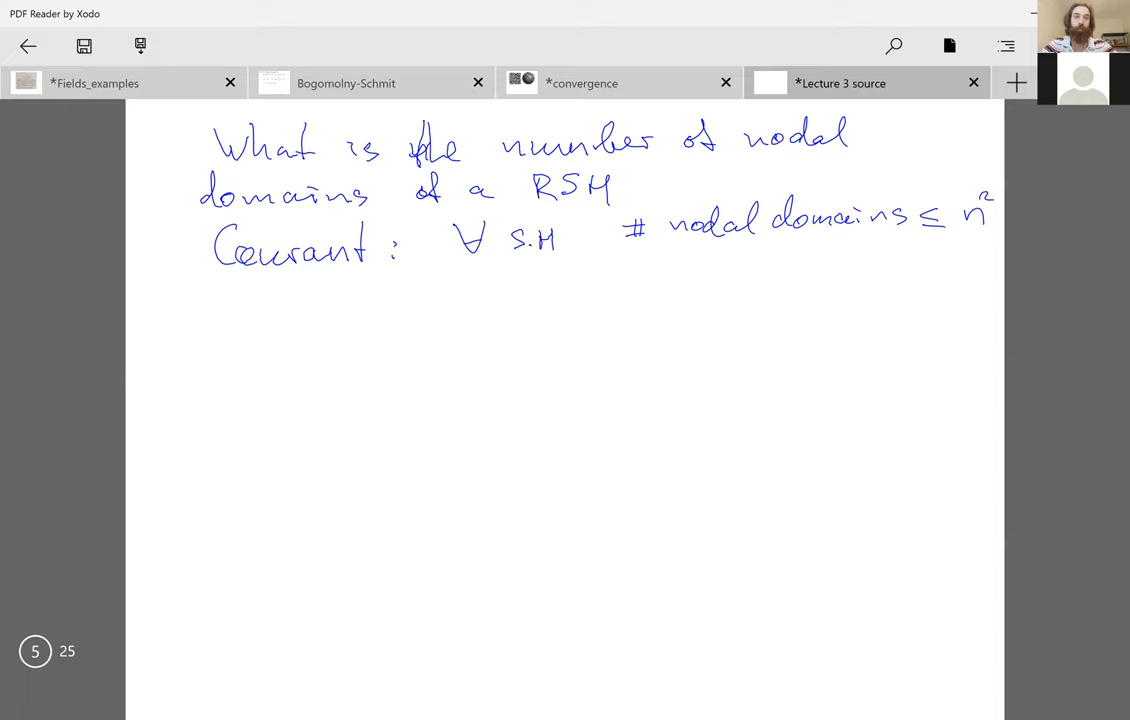 PDF Reader by Xodo
*Fields_examples
Bogomolny-Schmit
*convergence
*Lecture 3 source
What is the number of nodal
domains of a RSH
Courant : ∀ S.H # nodal domains ≤ n²
5 25